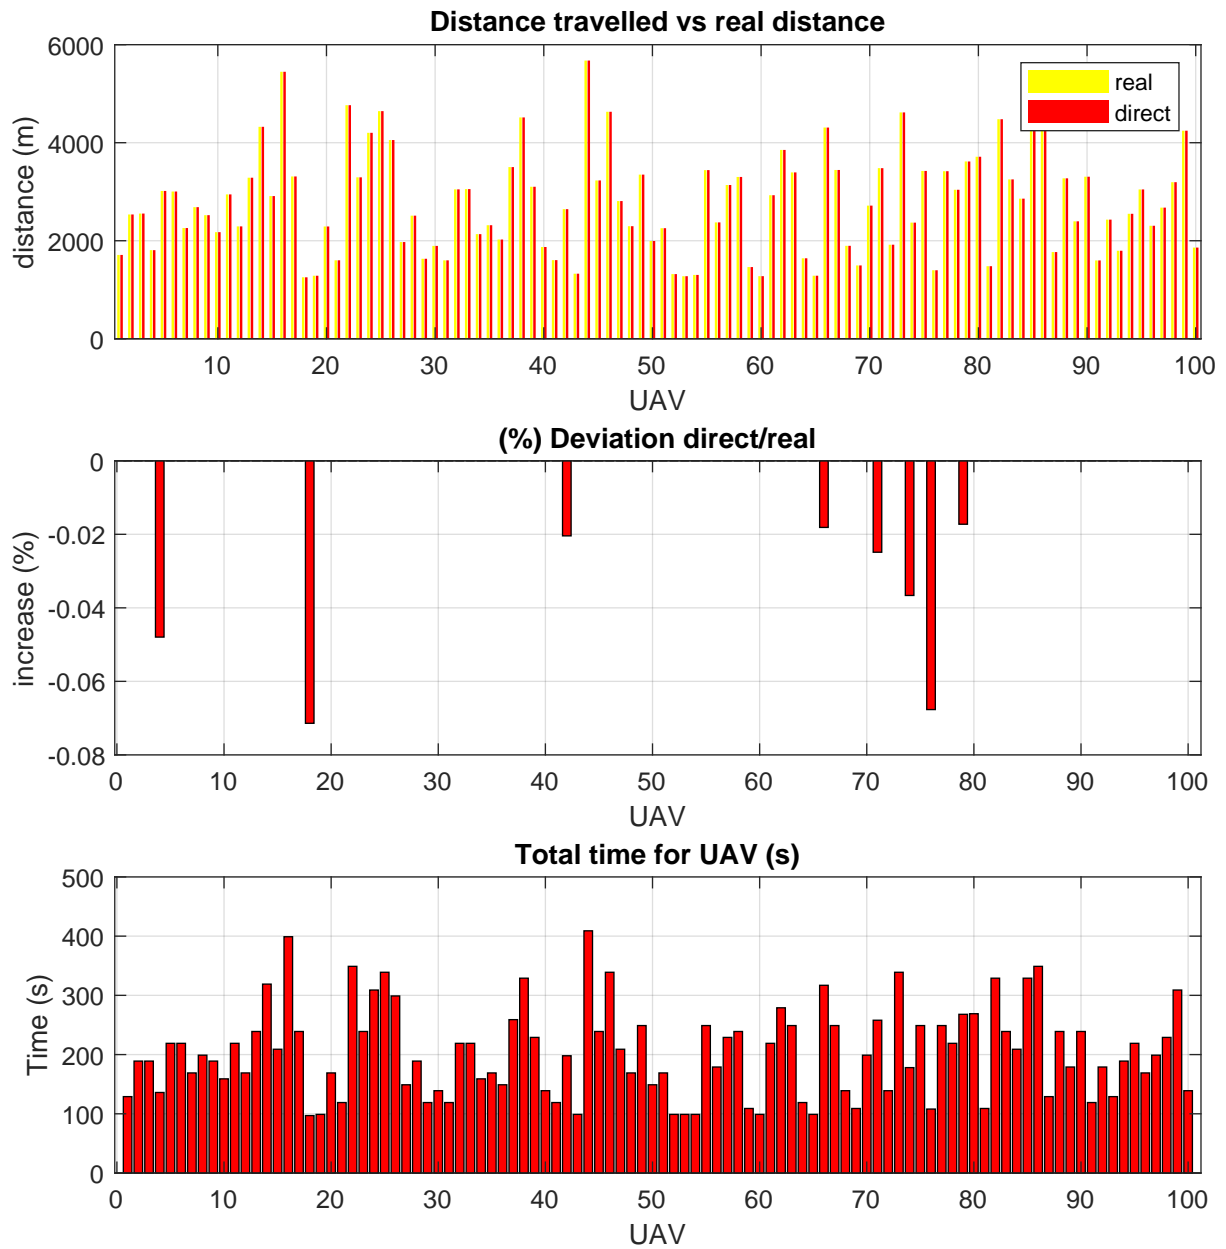 Distance travelled vs real distance
6000
4000
2000
0
distance (m)
real
direct
10 20 30 40 50 60 70 80 90 100
UAV
(%) Deviation direct/real
0
-0.02
-0.04
-0.06
-0.08
increase (%)
0 10 20 30 40 50 60 70 80 90 100
UAV
Total time for UAV (s)
500
400
300
200
100
0
Time (s)
0 10 20 30 40 50 60 70 80 90 100
UAV